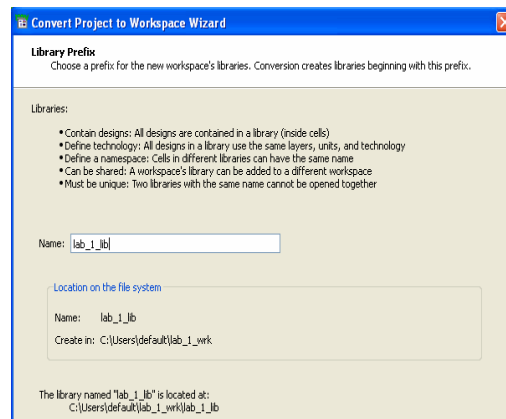 Convert Project to Workspace Wizard
Library Prefix
Choose a prefix for the new workspace's libraries. Conversion creates libraries beginning with this prefix.
Libraries:
• Contain designs: All designs are contained in a library (inside cells)
• Define technology: All designs in a library use the same layers, units, and technology
• Define a namespace: Cells in different libraries can have the same name
• Can be shared: A workspace's library can be added to a different workspace
• Must be unique: Two libraries with the same name cannot be opened together
Name: lab_1_lib
Location on the file system
Name: lab_1_lib
Create in: C:\Users\default\lab_1_wrk
The library named "lab_1_lib" is located at:
C:\Users\default\lab_1_wrk\lab_1_lib